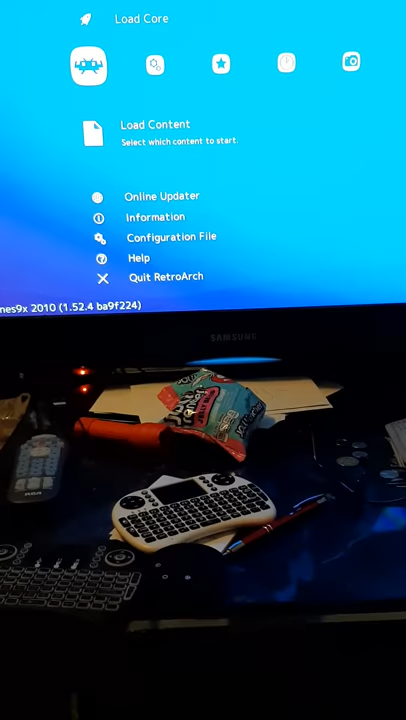 Load Core
Load Content
Select which content to start.
Online Updater
Information
Configuration File
Help
Quit RetroArch
nes9x 2010 (1.52.4 ba9f224)
SAMSUNG
RCA